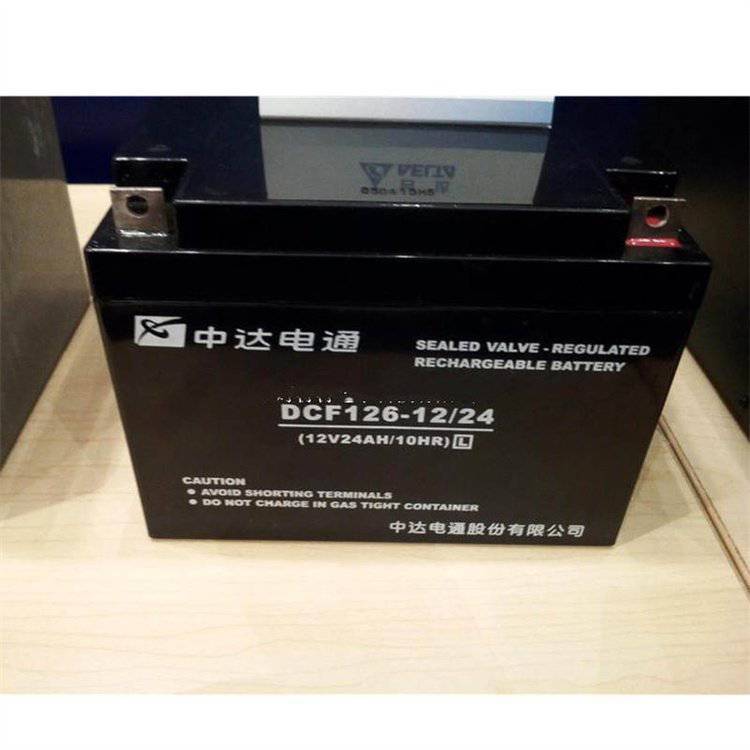 中达电通
SEALED VALVE - REGULATED
RECHARGEABLE BATTERY
DCF126-12/24
(12V24AH/10HR) L
CAUTION
● AVOID SHORTING TERMINALS
● DO NOT CHARGE IN GAS TIGHT CONTAINER
中达电通股份有限公司